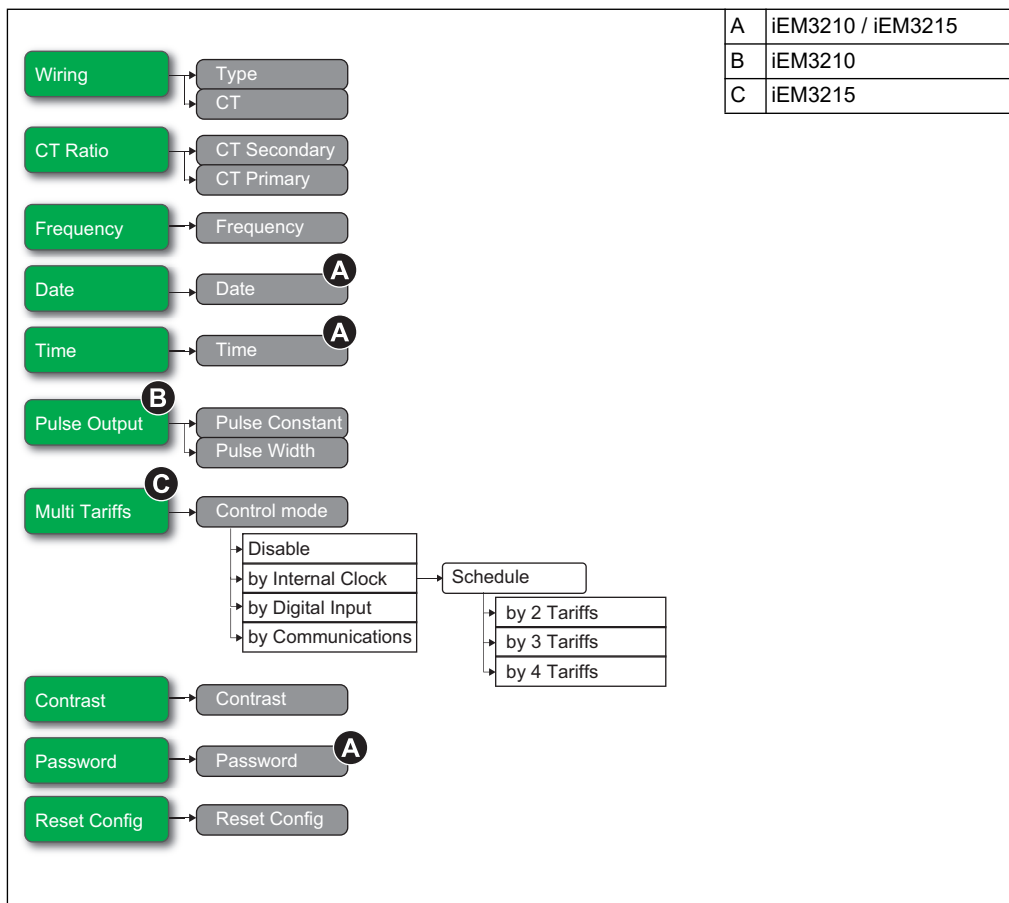 A iEM3210 / iEM3215
B iEM3210
C iEM3215
Wiring
Type
CT
CT Ratio
CT Secondary
CT Primary
Frequency
Frequency
Date
Date
A
Time
Time
A
Pulse Output
B
Pulse Constant
Pulse Width
Multi Tariffs
C
Control mode
Disable
by Internal Clock
by Digital Input
by Communications
Schedule
by 2 Tariffs
by 3 Tariffs
by 4 Tariffs
Contrast
Contrast
Password
Password
A
Reset Config
Reset Config